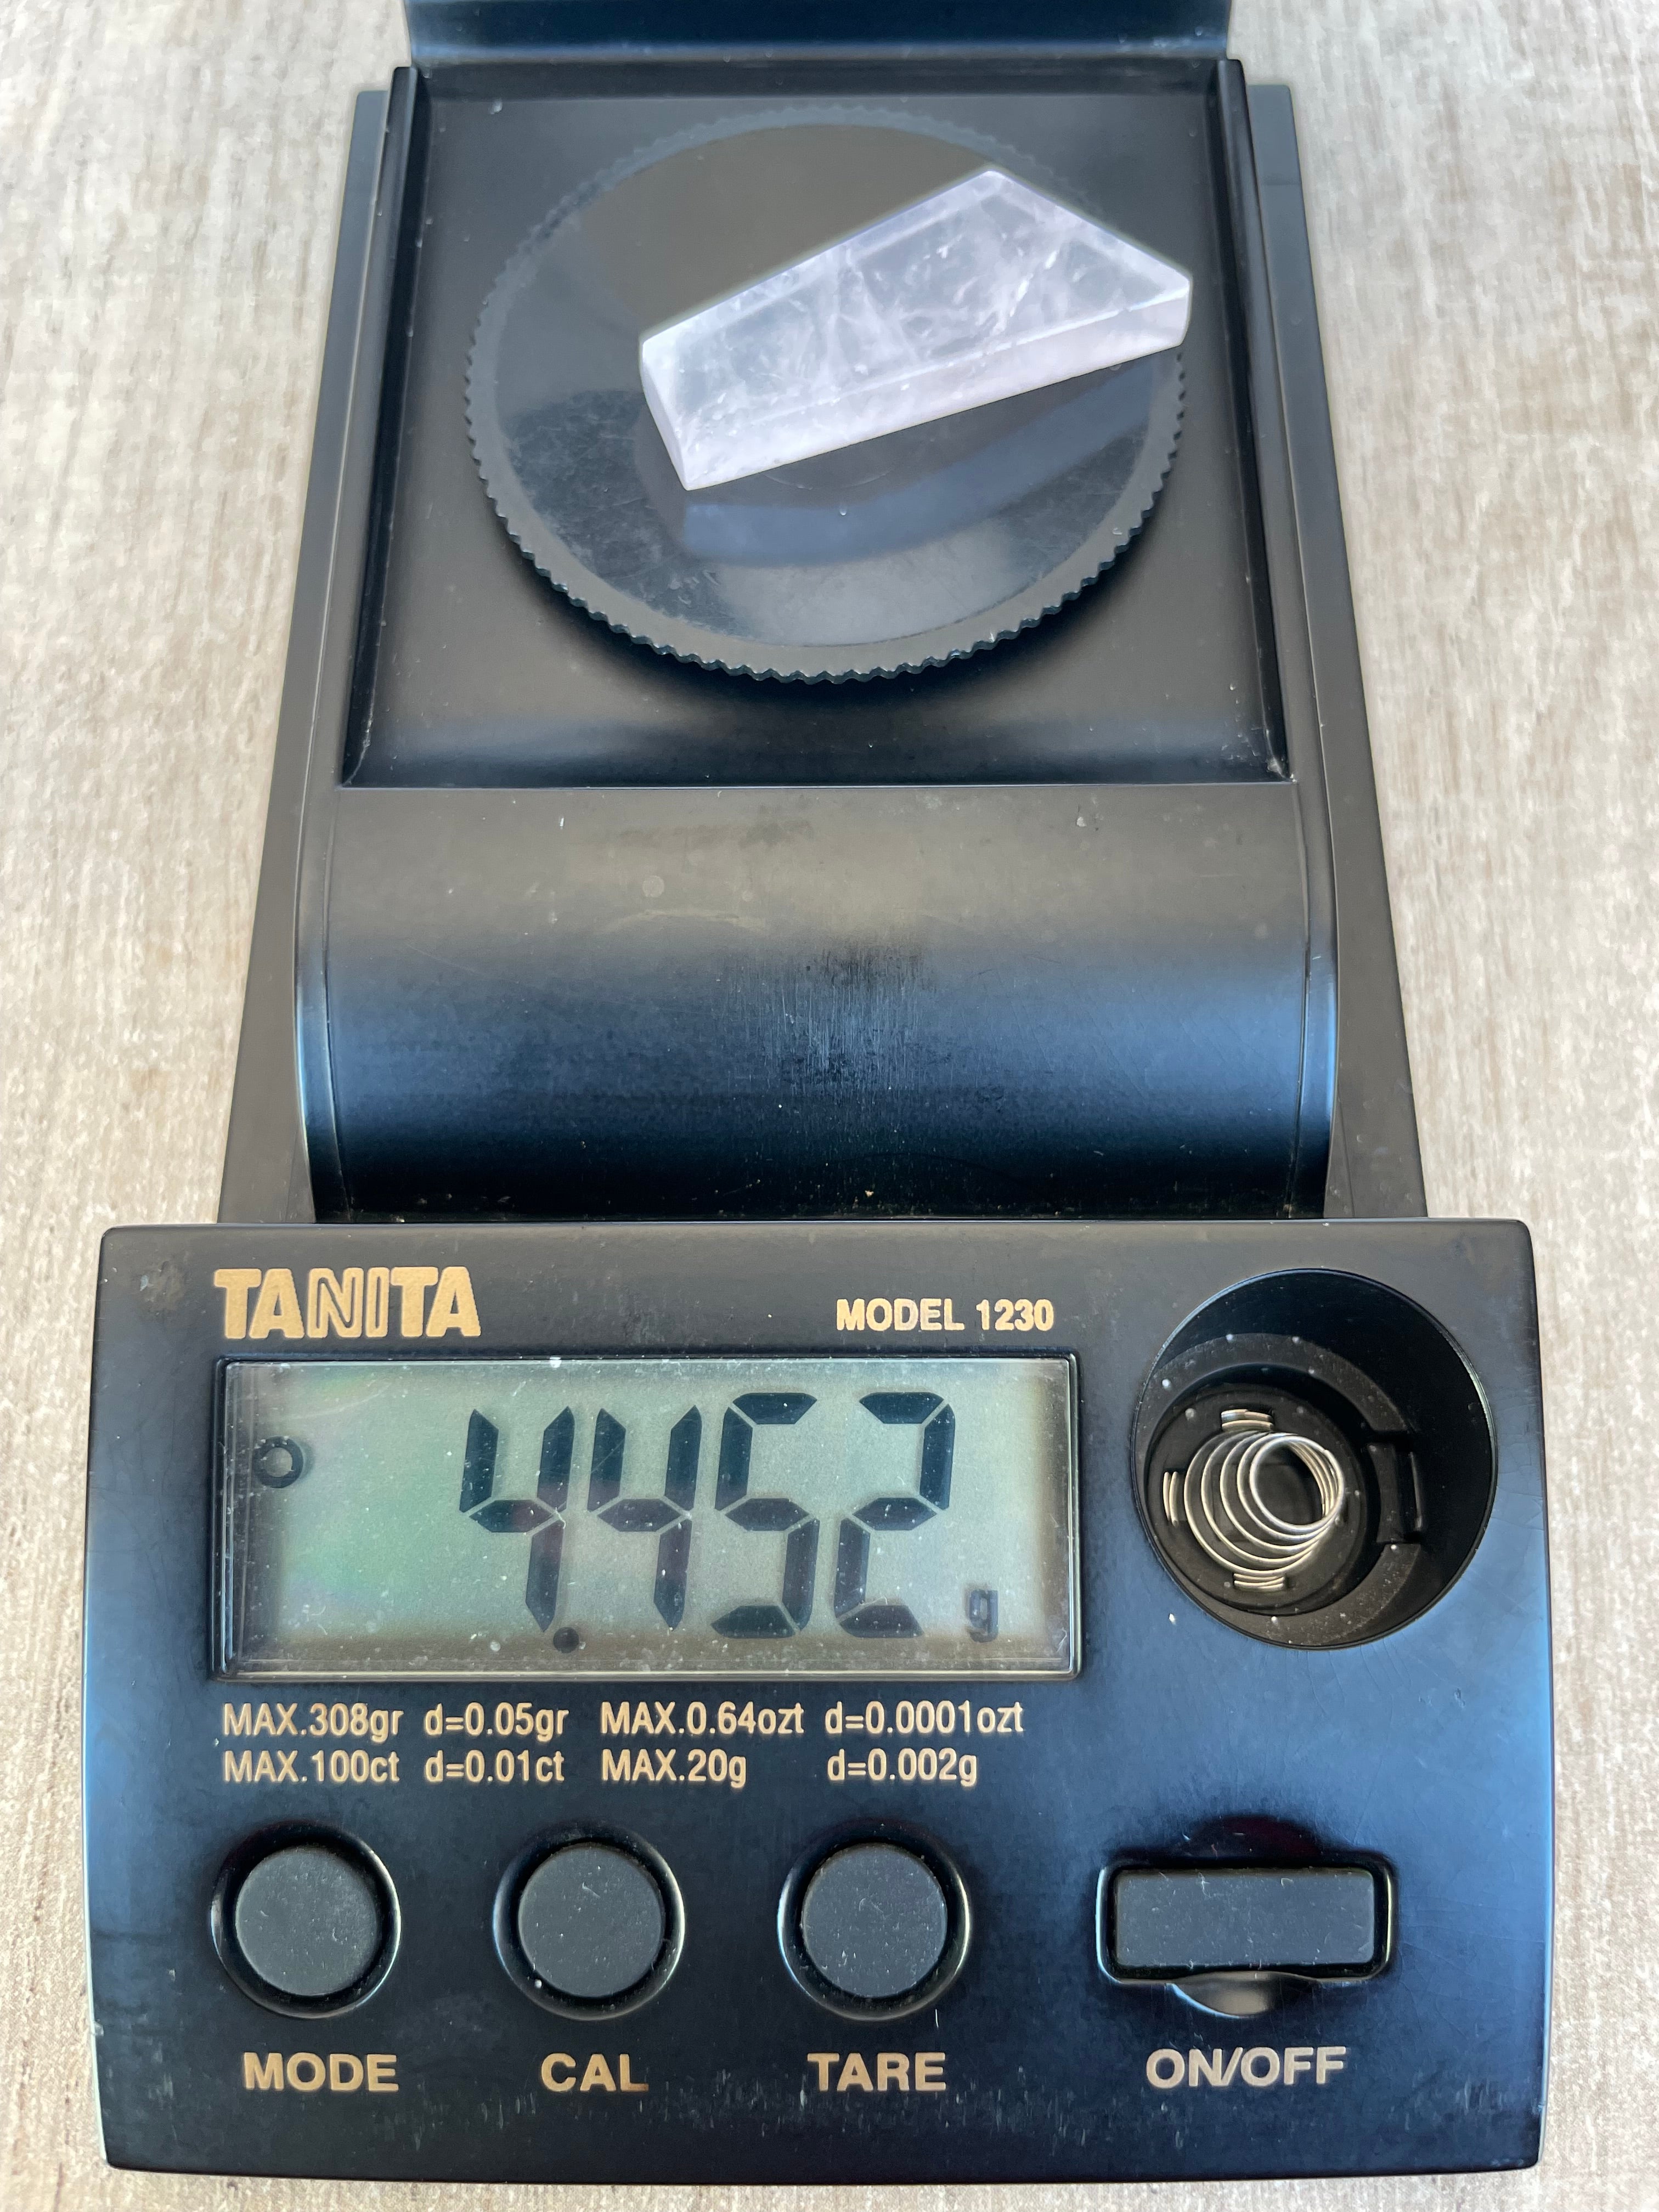 TANITA
MODEL 1230
4.452 g
MAX.308gr d=0.05gr MAX.0.64ozt d=0.0001ozt
MAX.100ct d=0.01ct MAX.20g d=0.002g
MODE CAL TARE ON/OFF